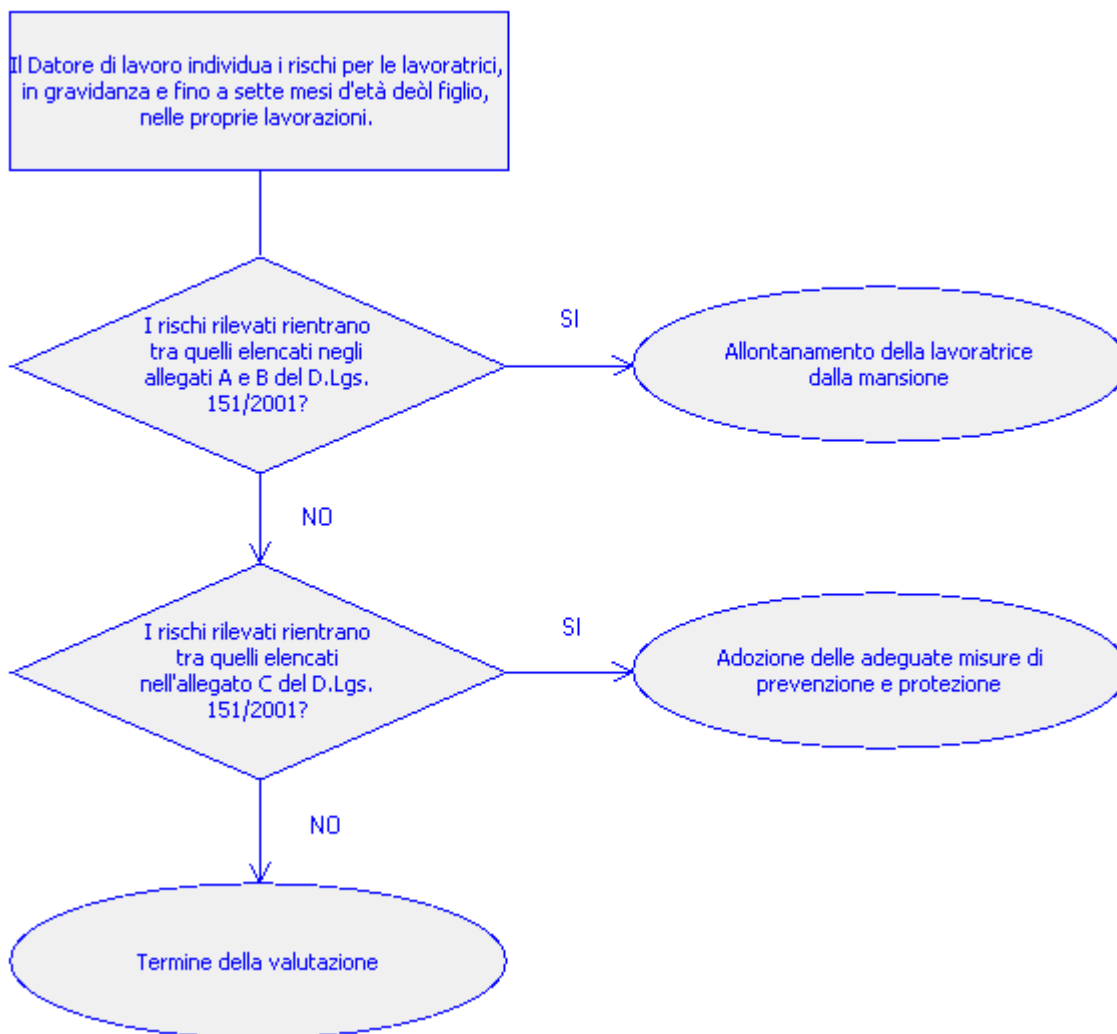 Il Datore di lavoro individua i rischi per le lavoratrici,
in gravidanza e fino a sette mesi d'età deòl figlio,
nelle proprie lavorazioni.
I rischi rilevati rientrano
tra quelli elencati negli
allegati A e B del D.Lgs.
151/2001?
SI
Allontanamento della lavoratrice
dalla mansione
NO
I rischi rilevati rientrano
tra quelli elencati
nell'allegato C del D.Lgs.
151/2001?
SI
Adozione delle adeguate misure di
prevenzione e protezione
NO
Termine della valutazione